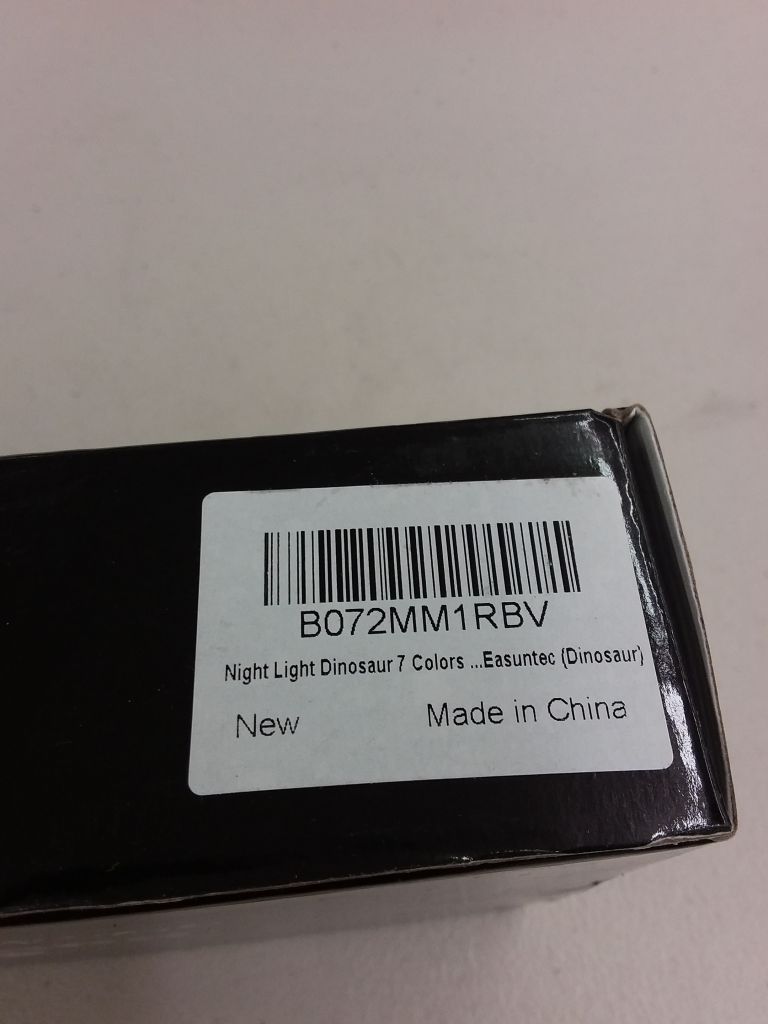 B072MM1RBV
Night Light Dinosaur 7 Colors ...Easuntec {Dinosaur}
New Made in China